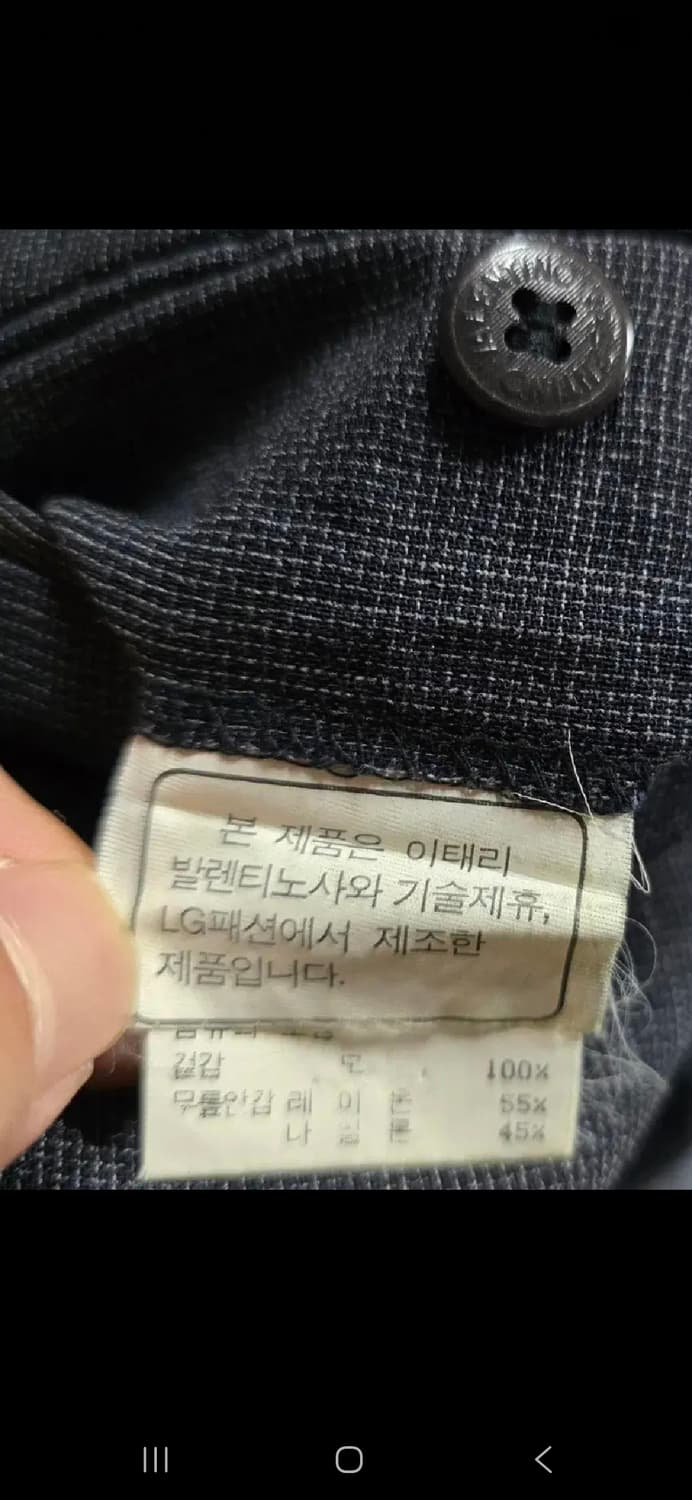 VALENTINO
본 제품은 이태리
발렌티노사와 기술제휴,
LG패션에서 제조한
제품입니다.
겉감 모 100%
무릎안감 레이온 55%
나일론 45%